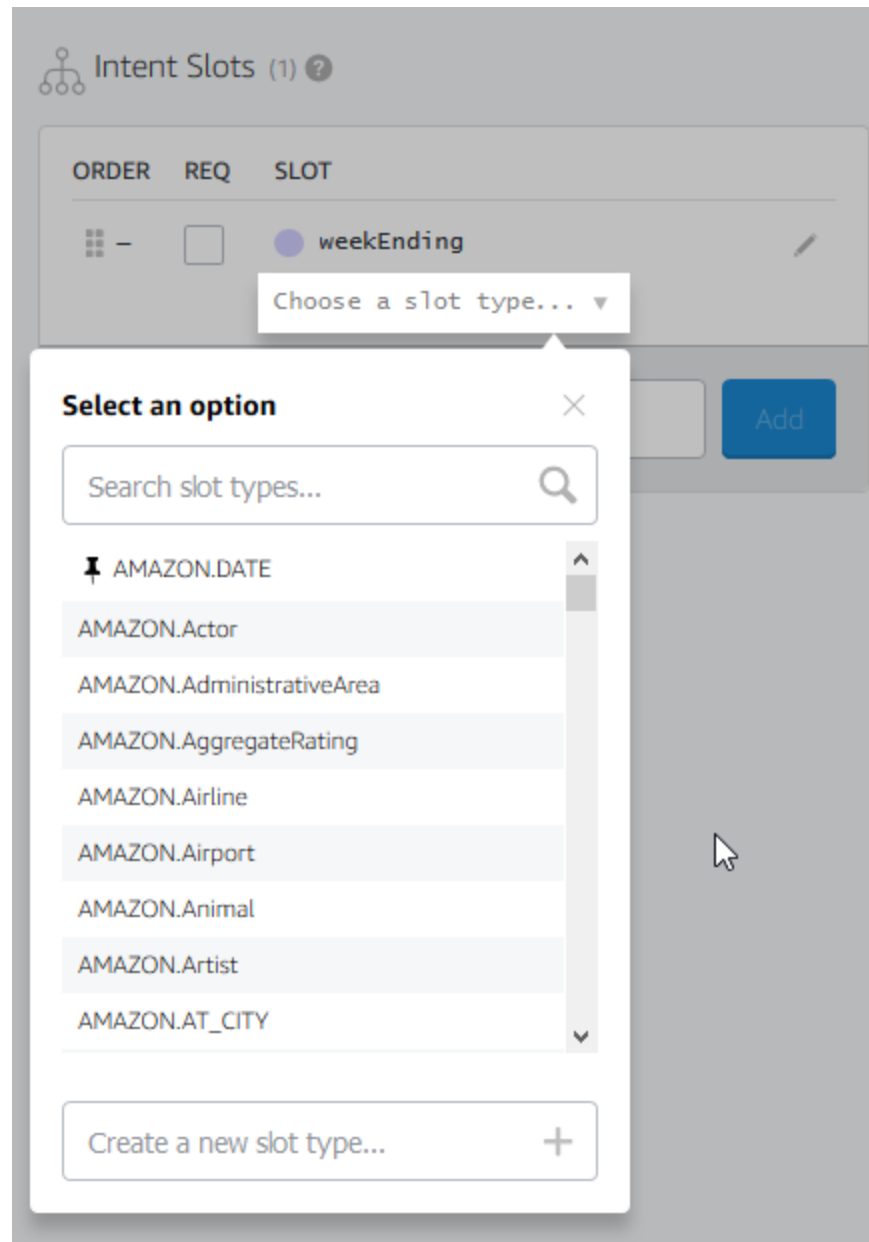 Intent Slots (1) ?
ORDER REQ SLOT
– weekEnding
Choose a slot type... ▼
Select an option
Add
Search slot types...
AMAZON.DATE
AMAZON.Actor
AMAZON.AdministrativeArea
AMAZON.AggregateRating
AMAZON.Airline
AMAZON.Airport
AMAZON.Animal
AMAZON.Artist
AMAZON.AT_CITY
Create a new slot type... +